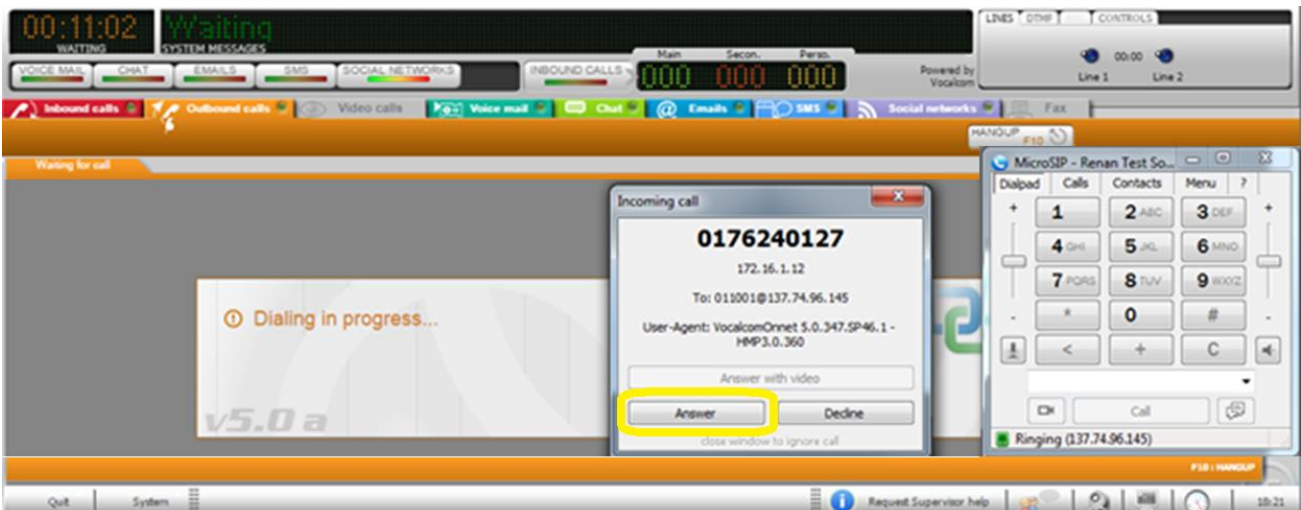 00:11:02 Waiting
WAITING SYSTEM MESSAGES
VOICE MAIL CHAT EMAILS SMS SOCIAL NETWORKS INBOUND CALLS
Main Secon. Perso.
000 000 000
Powered by
Vocalcom
LINES DTMF CONTROLS
00:00
Line 1 Line 2
Inbound calls Outbound calls Video calls Voice mail Chat Emails SMS Social networks Fax
HANGUP F10
Waiting for call
Dialing in progress...
v5.0 a
Incoming call
0176240127
172.16.1.12
To: 011001@137.74.96.145
User-Agent: VocalcomOnnet 5.0.347.SP46.1 -
HMP3.0.360
Answer with video
Answer Decline
close window to ignore call
MicroSIP - Renan Test So...
Dialpad Calls Contacts Menu ?
+ 1 2 ABC 3 DEF +
4 GHI 5 JKL 6 MNO
7 PQRS 8 TUV 9 WXYZ
- * 0 # -
< + C
Call
Ringing (137.74.96.145)
F10 : HANGUP
Quit System Request Supervisor help 18:21